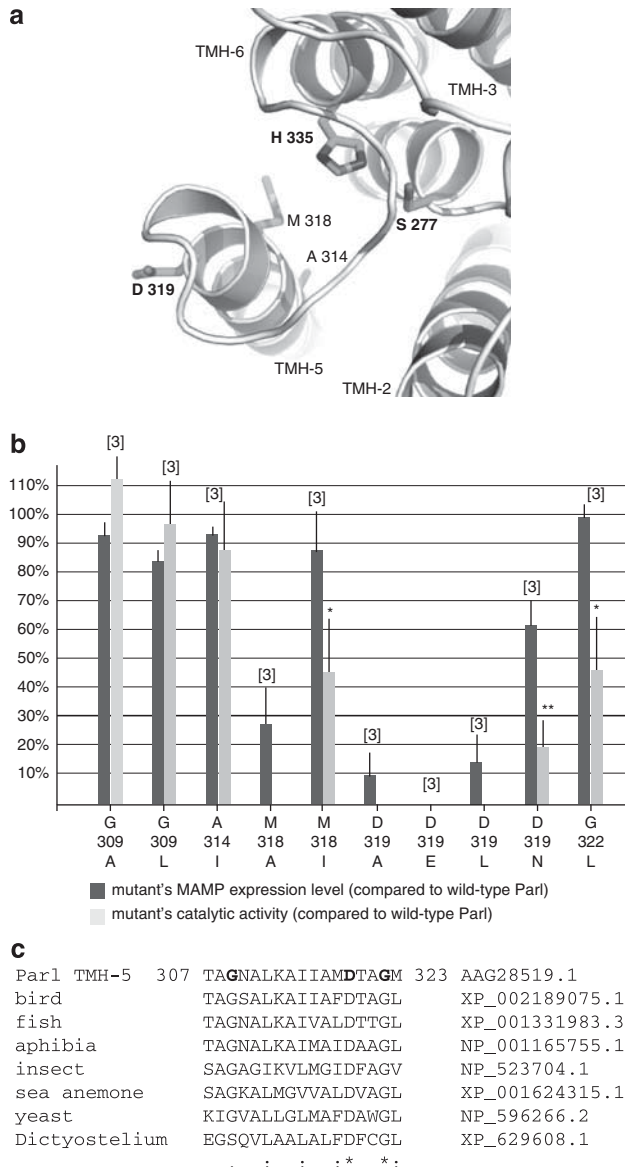 a
TMH-6
TMH-3
H 335
M 318
S 277
A 314
D 319
TMH-5
TMH-2
b
[3]
[3]
[3] [3] [3]
110%
100%
90%
80%
70%
60%
50%
40%
30%
20%
10%
[3]
*
*
[3]
**
[3]
[3]
[3]
G G A M M D D D D G
309 309 314 318 318 319 319 319 319 322
A L I A I A E L N L
mutant's MAMP expression level (compared to wild-type Parl)
mutant's catalytic activity (compared to wild-type Parl)
c
Parl TMH-5 307 TAGNALKAIIAMDTAGM 323 AAG28519.1
bird TAGSALKAIIAFDTAGL XP_002189075.1
fish TAGNALKAIVALDTTGL XP_001331983.3
aphibia TAGNALKAIMAIDAAGL NP_001165755.1
insect SAGAGIKVLMGIDFAGV NP_523704.1
sea anemone SAGKALMGVVALDVAGL XP_001624315.1
yeast KIGVALLGLMAFDAWGL NP_596266.2
Dictyostelium EGSQVLAALALFDFCGL XP_629608.1
. : : :* *: